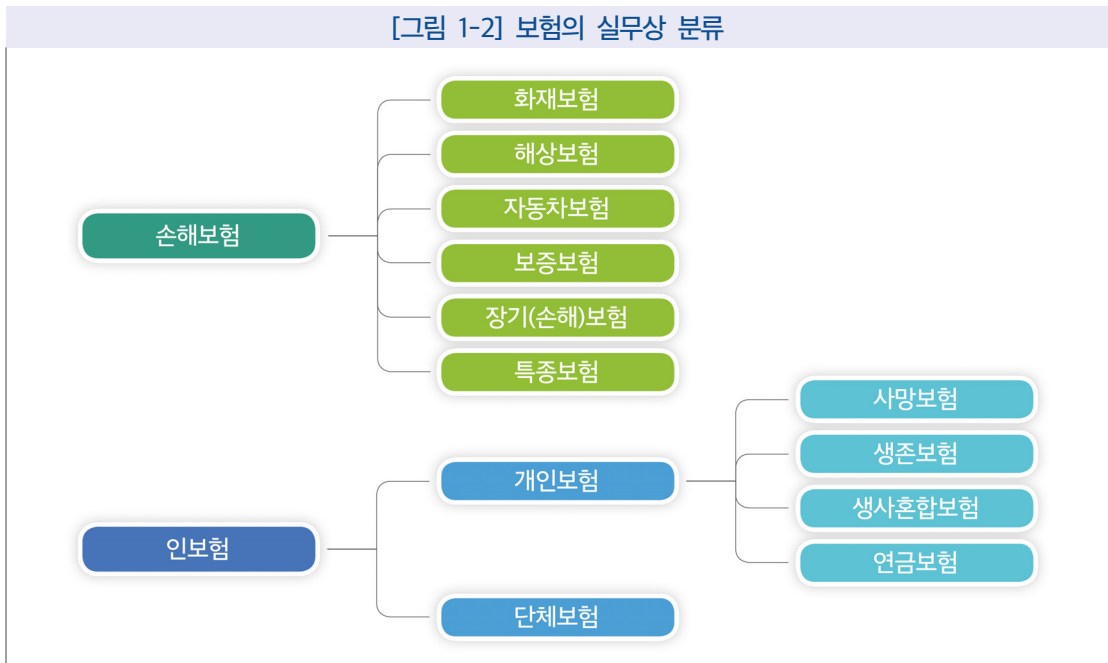 [그림 1-2] 보험의 실무상 분류
손해보험
화재보험
해상보험
자동차보험
보증보험
장기(손해)보험
특종보험
인보험
개인보험
사망보험
생존보험
생사혼합보험
연금보험
단체보험